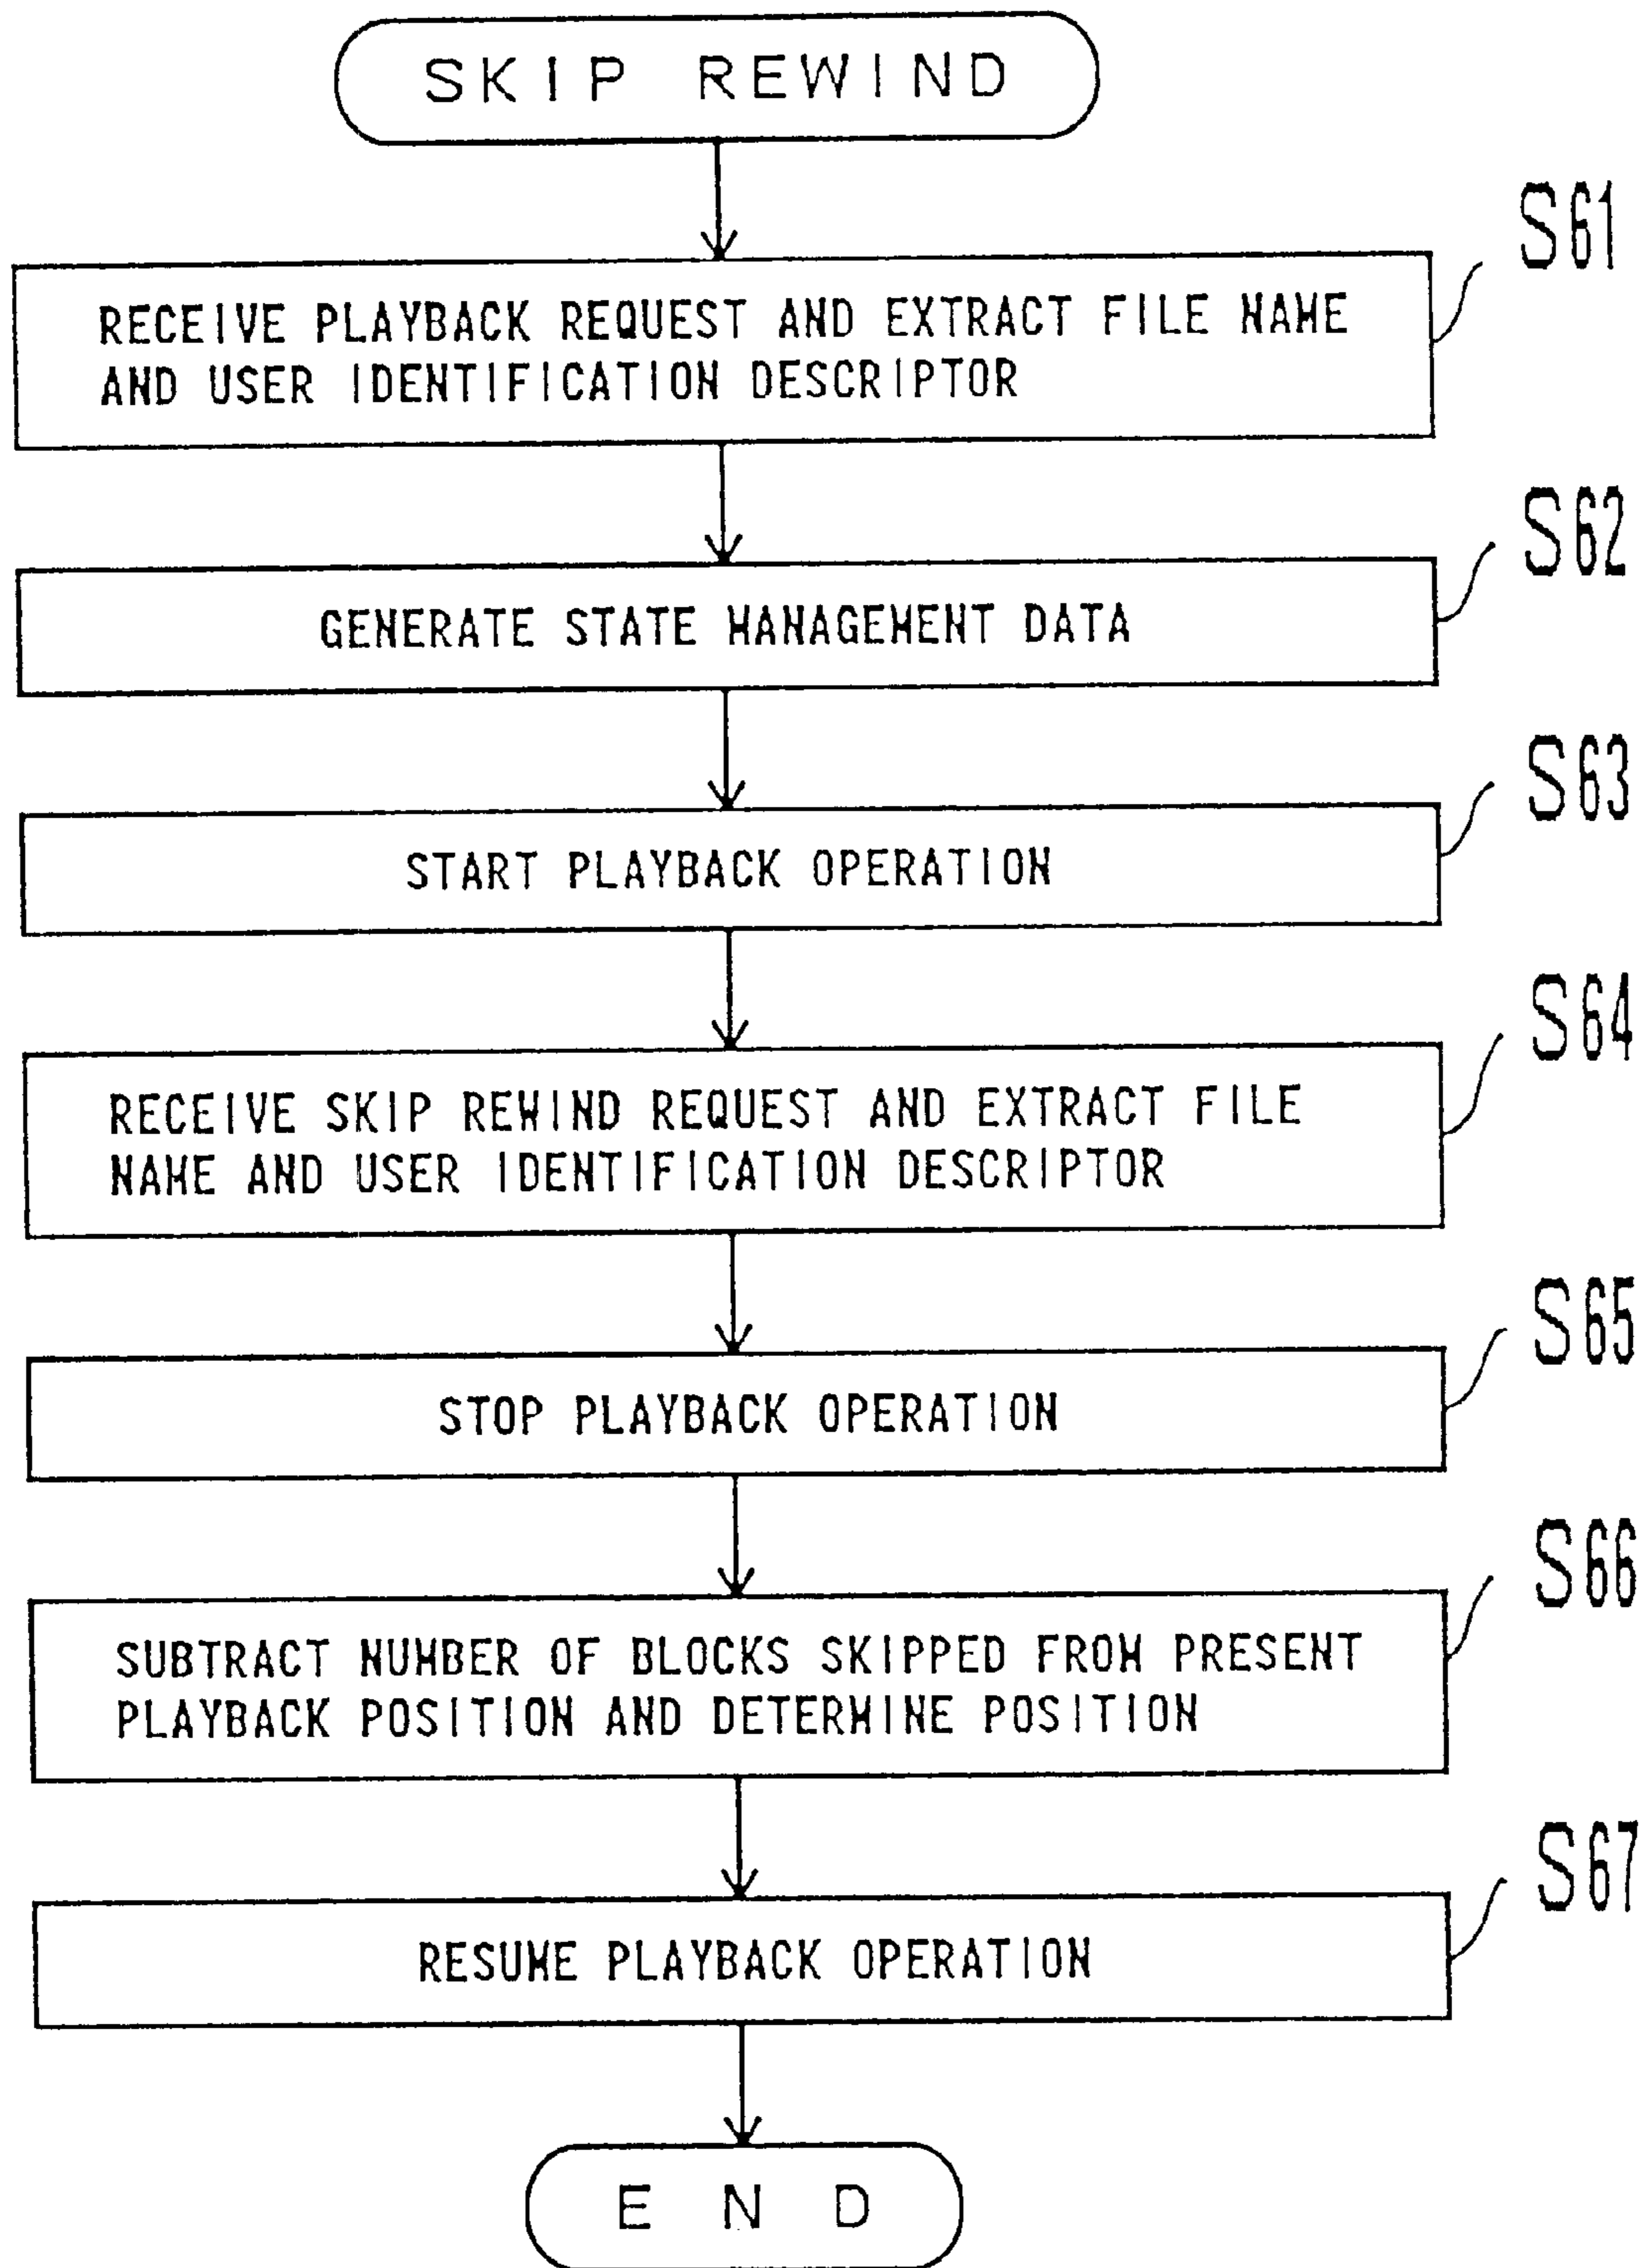 SKIP REWIND
S61
RECEIVE PLAYBACK REQUEST AND EXTRACT FILE NAME
AND USER IDENTIFICATION DESCRIPTOR
S62
GENERATE STATE MANAGEMENT DATA
S63
START PLAYBACK OPERATION
S64
RECEIVE SKIP REWIND REQUEST AND EXTRACT FILE
NAME AND USER IDENTIFICATION DESCRIPTOR
S65
STOP PLAYBACK OPERATION
S66
SUBTRACT NUMBER OF BLOCKS SKIPPED FROM PRESENT
PLAYBACK POSITION AND DETERMINE POSITION
S67
RESUME PLAYBACK OPERATION
END